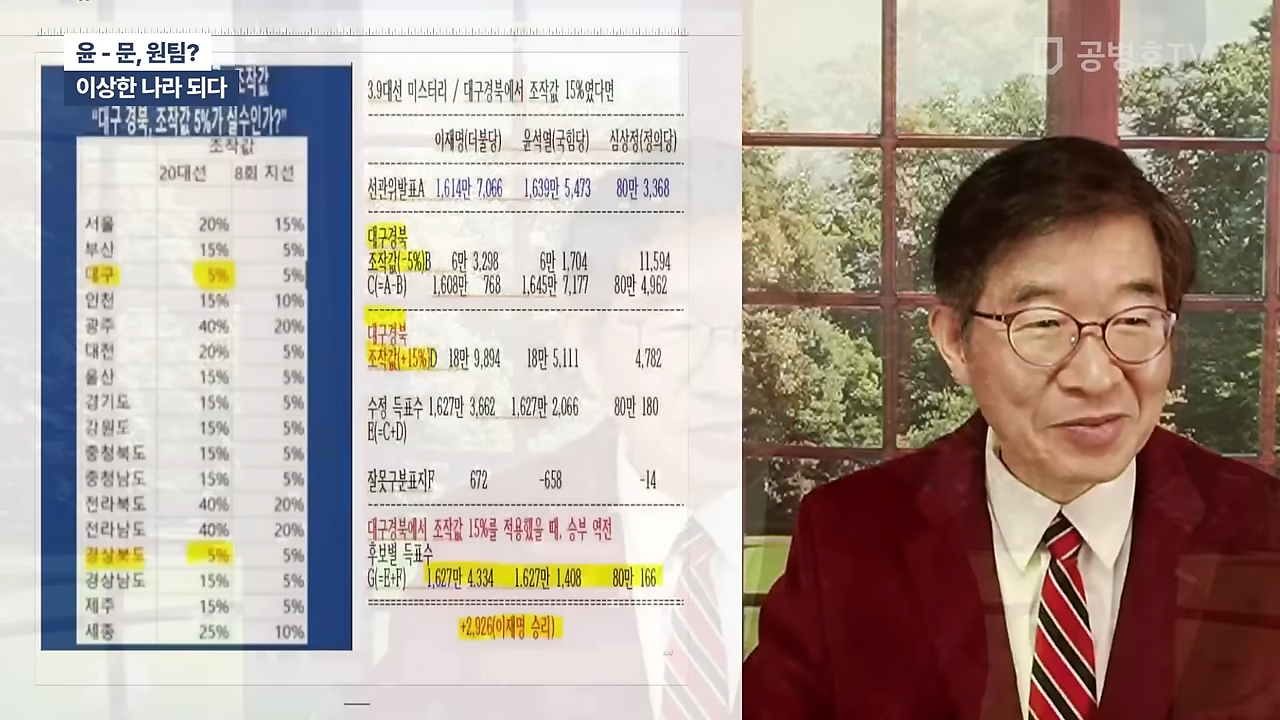 윤 - 문, 원팀?
이상한 나라 되다
조작값
"대구 경북, 조작값 5%가 실수인가?"
조작값
20대선 8회 지선
서울 20% 15%
부산 15% 5%
대구 5% 5%
인천 15% 10%
광주 40% 20%
대전 20% 5%
울산 15% 5%
경기도 15% 5%
강원도 15% 5%
충청북도 15% 5%
충청남도 15% 5%
전라북도 40% 20%
전라남도 40% 20%
경상북도 5% 5%
경상남도 15% 5%
제주 15% 5%
세종 25% 10%
3.9대선 미스터리 / 대구경북에서 조작값 15%였다면
이재명(더불당) 윤석열(국힘당) 심상정(정의당)
선관위발표A 1,614만 7,066 1,639만 5,473 80만 3,368
대구경북
조작값(-5%)B 6만 3,298 6만 1,704 11,594
C(=A-B) 1,608만 768 1,645만 7,177 80만 4,962
대구경북
조작값(+15%)D 18만 9,894 18만 5,111 4,782
수정 득표수 1,627만 3,662 1,627만 2,066 80만 180
E(=C+D)
잘못구분표지F 672 -658 -14
대구경북에서 조작값 15%를 적용했을 때, 승부 역전
후보별 득표수
G(=E+F) 1,627만 4.334 1.627만 1,408 80만 166
+2,926(이재명 승리)
공병호TV